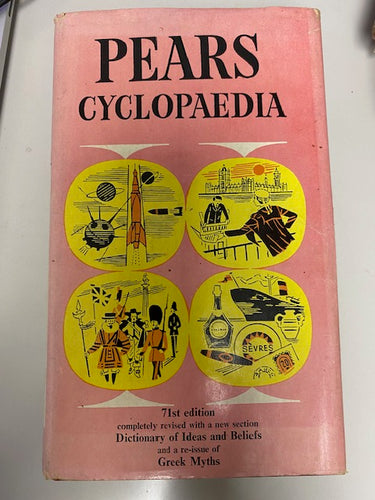 PEARS
CYCLOPAEDIA
SÈVRES
71st edition
completely revised with a new section
Dictionary of Ideas and Beliefs
and a re-issue of
Greek Myths